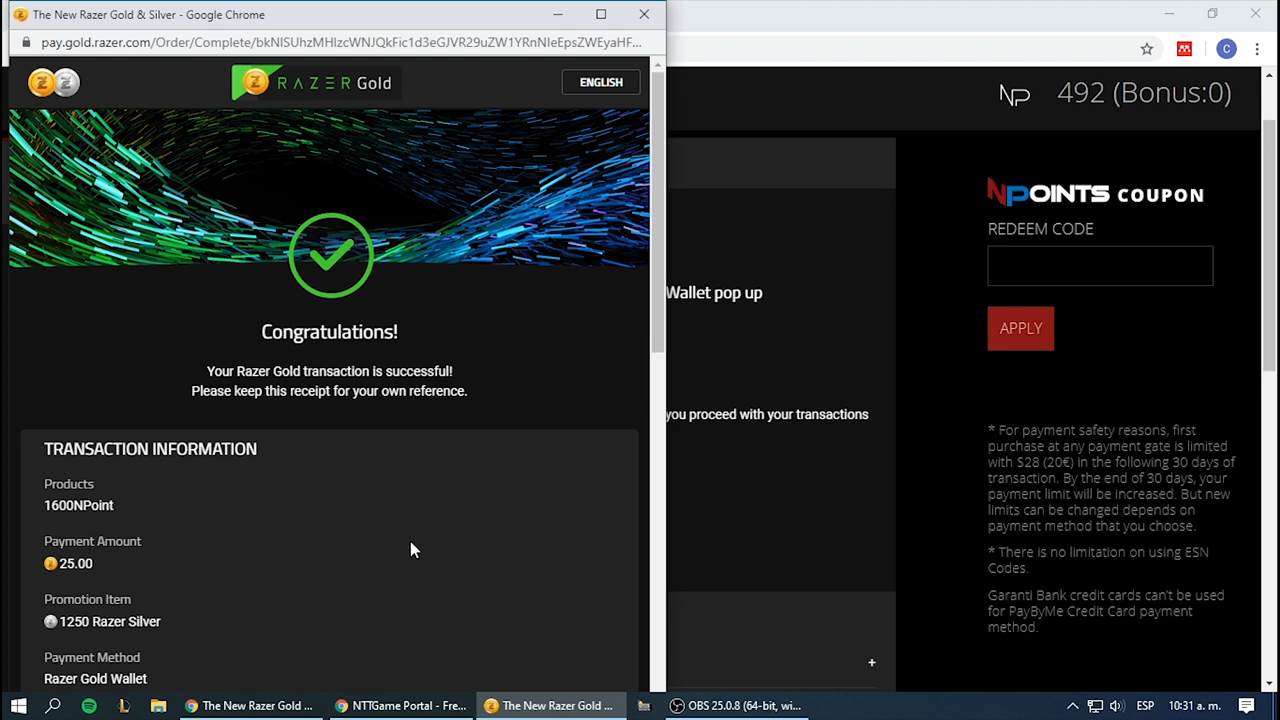 The New Razer Gold & Silver - Google Chrome
pay.gold.razer.com/Order/Complete/bkNISUhzMHlzcWNJQkFic1d3eGJVR29uZW1YRnNIeEpsZWEyaHF...
RAZER Gold
ENGLISH
Congratulations!
Your Razer Gold transaction is successful!
Please keep this receipt for your own reference.
TRANSACTION INFORMATION
Products
1600NPoint
Payment Amount
25.00
Promotion Item
1250 Razer Silver
Payment Method
Razer Gold Wallet
C
NP 492 (Bonus:0)
Wallet pop up
you proceed with your transactions
+
NPOINTS COUPON
REDEEM CODE
APPLY
* For payment safety reasons, first
purchase at any payment gate is limited
with $28 (20€) in the following 30 days of
transaction. By the end of 30 days, your
payment limit will be increased. But new
limits can be changed depends on
payment method that you choose.
* There is no limitation on using ESN
Codes.
Garanti Bank credit cards can't be used
for PayByMe Credit Card payment
method.
The New Razer Gold ...
NTTGame Portal - Fre...
The New Razer Gold ...
OBS 25.0.8 (64-bit, wi...
ESP
10:31 a. m.